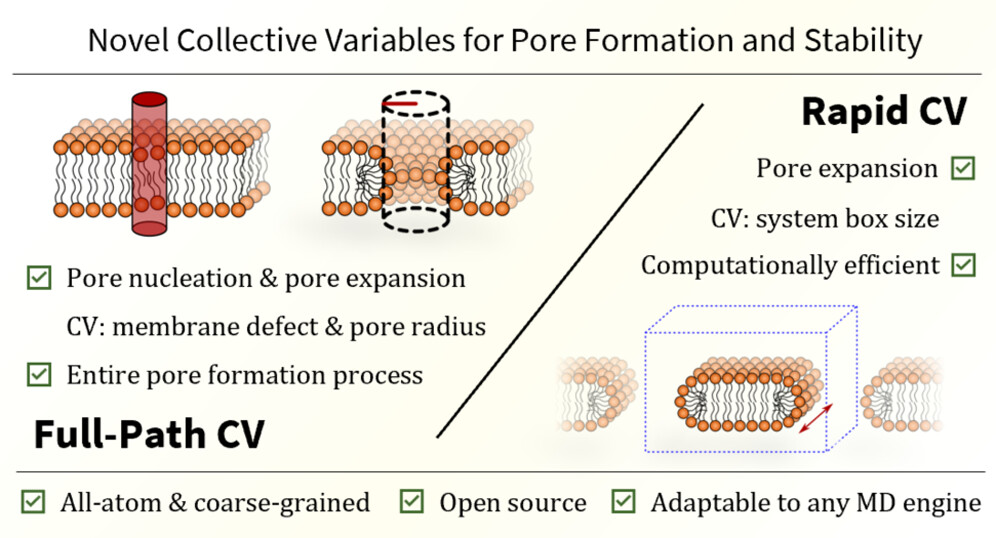 Novel Collective Variables for Pore Formation and Stability
Pore nucleation & pore expansion
CV: membrane defect & pore radius
Entire pore formation process
Full-Path CV
Rapid CV
Pore expansion
CV: system box size
Computationally efficient
All-atom & coarse-grained
Open source
Adaptable to any MD engine